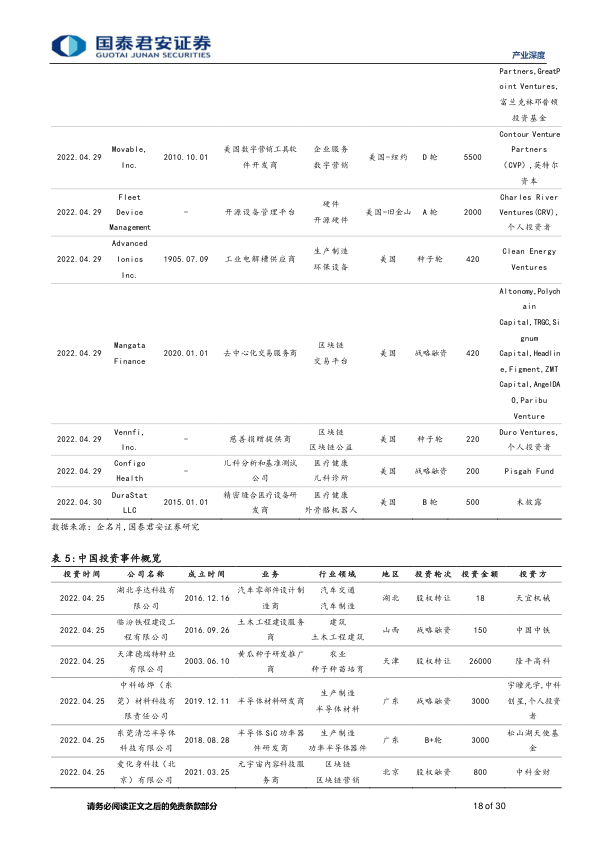 国泰君安证券
GUOTAI JUNAN SECURITIES
产业深度
Partners,GreatP
oint Ventures,
富兰克林邓普顿
投资基金
2022.04.29 Movable, Inc. 2010.10.01 美国数字营销工具软件开发商 企业服务 数字营销 美国-纽约 D 轮 5500 Contour Venture Partners （CVP）,英特尔资本
2022.04.29 Fleet Device Management - 开源设备管理平台 硬件 开源硬件 美国-旧金山 A 轮 2000 Charles River Ventures(CRV), 个人投资者
2022.04.29 Advanced Ionics Inc. 1905.07.09 工业电解槽供应商 生产制造 环保设备 美国 种子轮 420 Clean Energy Ventures
2022.04.29 Mangata Finance 2020.01.01 去中心化交易服务商 区块链 交易平台 美国 战略融资 420 Altonomy,Polychain Capital,TRGC,Signum Capital,Headline,Figment,ZMT Capital,AngelDAO,Paribu Venture
2022.04.29 Vennfi, Inc. - 慈善捐赠提供商 区块链 区块链公益 美国 种子轮 220 Duro Ventures, 个人投资者
2022.04.29 Configo Health - 儿科分析和基准测试公司 医疗健康 儿科诊所 美国 战略融资 200 Pisgah Fund
2022.04.30 DuraStat LLC 2015.01.01 精密缝合医疗设备研发商 医疗健康 外骨骼机器人 美国 B 轮 500 未披露
数据来源：企名片,国泰君安证券研究
表 5:中国投资事件概览
投资时间 公司名称 成立时间 业务 行业领域 地区 投资轮次 投资金额 投资方
2022.04.25 湖北孚达科技有限公司 2016.12.16 汽车零部件设计制造商 汽车交通 汽车制造 湖北 股权转让 18 天宜机械
2022.04.25 临汾铁程建设工程有限公司 2016.09.26 土木工程建设服务商 建筑 土木工程建筑 山西 战略融资 150 中国中铁
2022.04.25 天津德瑞特种业有限公司 2003.06.10 黄瓜种子研发推广商 农业 种子种苗培育 天津 股权转让 26000 隆平高科
2022.04.25 中科皓烨（东莞）材料科技有限责任公司 2019.12.11 半导体材料研发商 生产制造 半导体材料 广东 战略融资 3000 宇瞳光学,中科创星,个人投资者
2022.04.25 东莞清芯半导体科技有限公司 2018.08.28 半导体 SiC 功率器件研发商 生产制造 功率半导体器件 广东 B+轮 3000 松山湖天使基金
2022.04.25 爱化身科技（北京）有限公司 2021.03.25 元宇宙内容科技服务商 区块链 区块链营销 北京 股权融资 800 中科金财
请务必阅读正文之后的免责条款部分
18 of 30